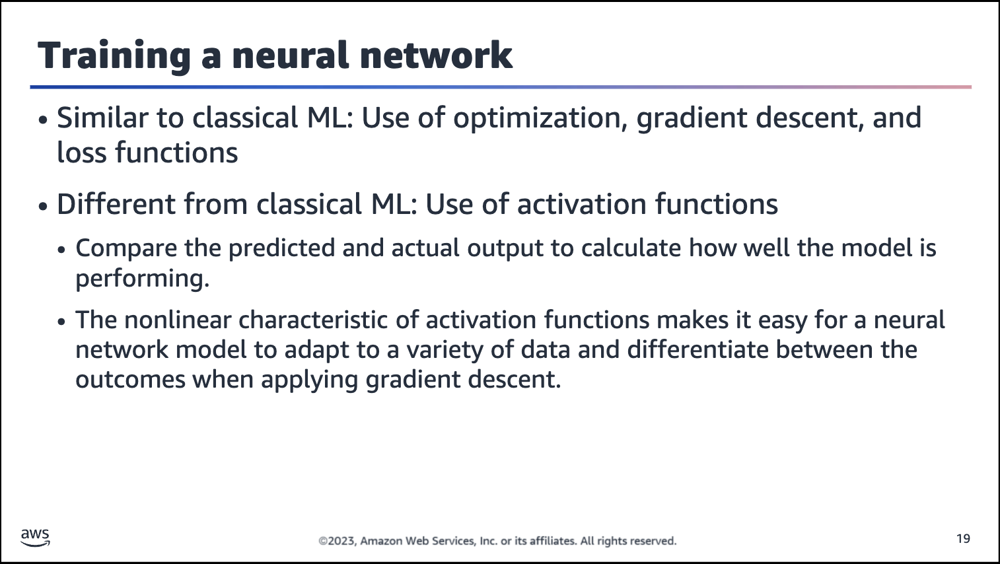 Training a neural network
• Similar to classical ML: Use of optimization, gradient descent, and
loss functions
• Different from classical ML: Use of activation functions
• Compare the predicted and actual output to calculate how well the model is
performing.
• The nonlinear characteristic of activation functions makes it easy for a neural
network model to adapt to a variety of data and differentiate between the
outcomes when applying gradient descent.
aws
©2023, Amazon Web Services, Inc. or its affiliates. All rights reserved.
19